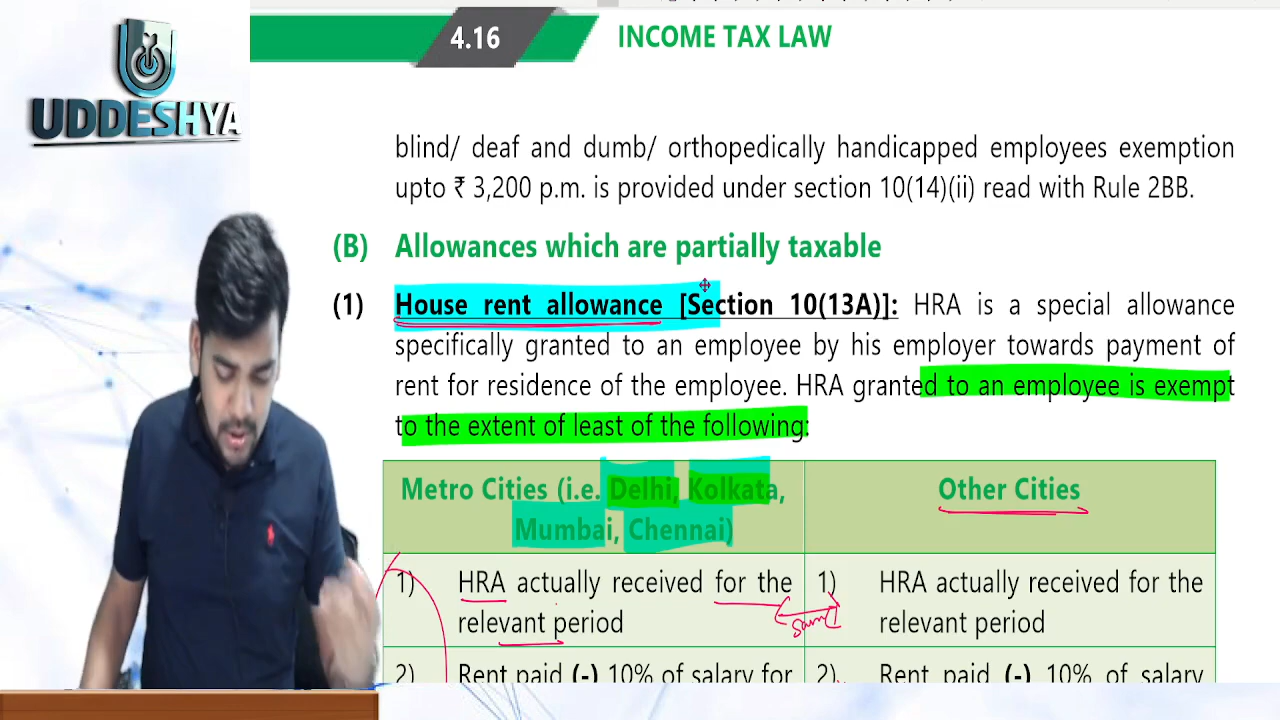 UDDESHYA
4.16 INCOME TAX LAW
blind/ deaf and dumb/ orthopedically handicapped employees exemption
upto ₹ 3,200 p.m. is provided under section 10(14)(ii) read with Rule 2BB.
(B) Allowances which are partially taxable
(1) House rent allowance [Section 10(13A)]: HRA is a special allowance
specifically granted to an employee by his employer towards payment of
rent for residence of the employee. HRA granted to an employee is exempt
to the extent of least of the following:
Metro Cities (i.e. Delhi, Kolkata,
Mumbai, Chennai)
Other Cities
1) HRA actually received for the
relevant period
same
1) HRA actually received for the
relevant period
2) Rent paid (-) 10% of salary for
2) Rent paid (-) 10% of salary